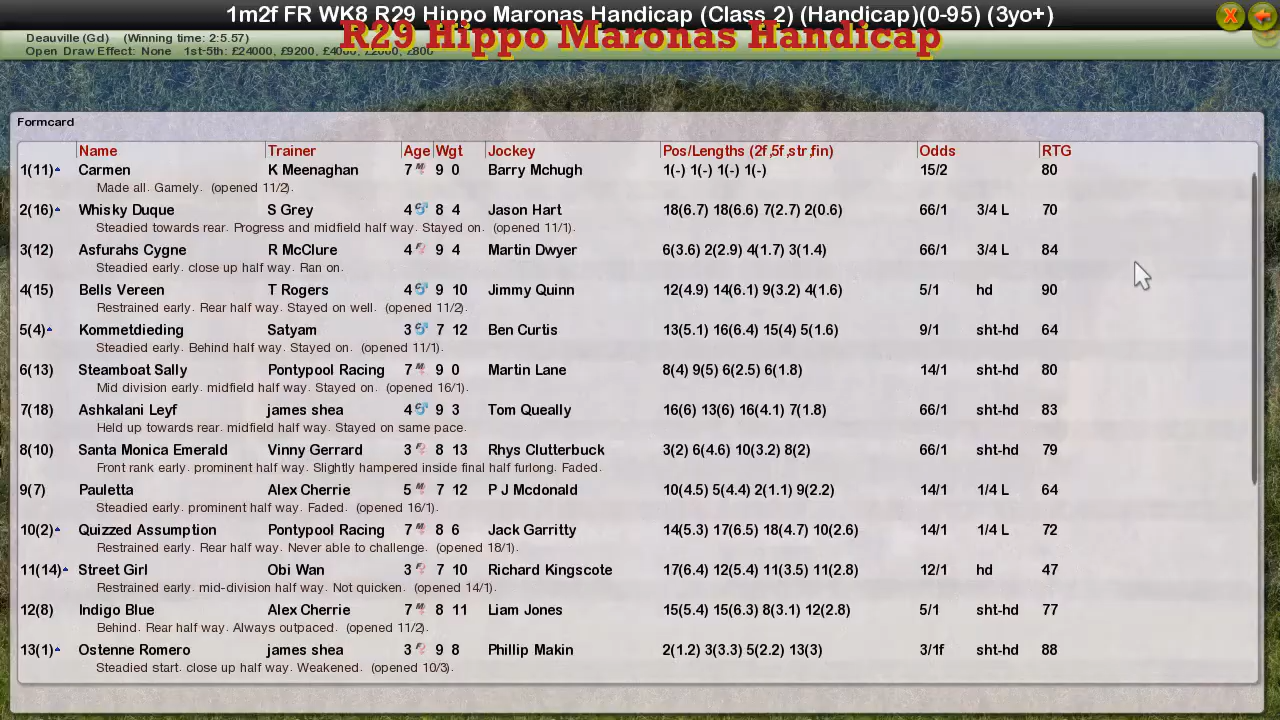 1m2f FR WK8 R29 Hippo Maronas Handicap (Class 2) (Handicap)(0-95) (3yo+)
R29 Hippo Maronas Handicap
Deauville (Gd) (Winning time: 2:5.57)
Open Draw Effect: None 1st-5th: £24000, £9200, £4000, £2000, £800
Formcard
Name Trainer Age Wgt Jockey Pos/Lengths (2f,5f,str,fin) Odds RTG
1(11) Carmen K Meenaghan 7 9 0 Barry Mchugh 1(-) 1(-) 1(-) 1(-) 15/2 80
Made all. Gamely. (opened 11/2).
2(16) Whisky Duque S Grey 4 8 4 Jason Hart 18(6.7) 18(6.6) 7(2.7) 2(0.6) 66/1 3/4 L 70
Steadied towards rear. Progress and midfield half way. Stayed on. (opened 11/1).
3(12) Asfurahs Cygne R McClure 4 9 4 Martin Dwyer 6(3.6) 2(2.9) 4(1.7) 3(1.4) 66/1 3/4 L 84
Steadied early. close up half way. Ran on.
4(15) Bells Vereen T Rogers 4 9 10 Jimmy Quinn 12(4.9) 14(6.1) 9(3.2) 4(1.6) 5/1 hd 90
Restrained early. Rear half way. Stayed on well. (opened 11/2).
5(4) Kommetdieding Satyam 3 7 12 Ben Curtis 13(5.1) 16(6.4) 15(4) 5(1.6) 9/1 sht-hd 64
Steadied early. Behind half way. Stayed on. (opened 11/1).
6(13) Steamboat Sally Pontypool Racing 7 9 0 Martin Lane 8(4) 9(5) 6(2.5) 6(1.8) 14/1 sht-hd 80
Mid division early. midfield half way. Stayed on. (opened 16/1).
7(18) Ashkalani Leyf james shea 4 9 3 Tom Queally 16(6) 13(6) 16(4.1) 7(1.8) 66/1 sht-hd 83
Held up towards rear. midfield half way. Stayed on same pace.
8(10) Santa Monica Emerald Vinny Gerrard 3 8 13 Rhys Clutterbuck 3(2) 6(4.6) 10(3.2) 8(2) 66/1 sht-hd 79
Front rank early. prominent half way. Slightly hampered inside final half furlong. Faded.
9(7) Pauletta Alex Cherrie 5 7 12 P J Mcdonald 10(4.5) 5(4.4) 2(1.1) 9(2.2) 14/1 1/4 L 64
Steadied early. prominent half way. Faded. (opened 16/1).
10(2) Quizzed Assumption Pontypool Racing 7 8 6 Jack Garritty 14(5.3) 17(6.5) 18(4.7) 10(2.6) 14/1 1/4 L 72
Restrained early. Rear half way. Never able to challenge. (opened 18/1).
11(14) Street Girl Obi Wan 3 7 10 Richard Kingscote 17(6.4) 12(5.4) 11(3.5) 11(2.8) 12/1 hd 47
Restrained early. mid-division half way. Not quicken. (opened 14/1).
12(8) Indigo Blue Alex Cherrie 7 8 11 Liam Jones 15(5.4) 15(6.3) 8(3.1) 12(2.8) 5/1 sht-hd 77
Behind. Rear half way. Always outpaced. (opened 11/2).
13(1) Ostenne Romero james shea 3 9 8 Phillip Makin 2(1.2) 3(3.3) 5(2.2) 13(3) 3/1f sht-hd 88
Steadied start. close up half way. Weakened. (opened 10/3).